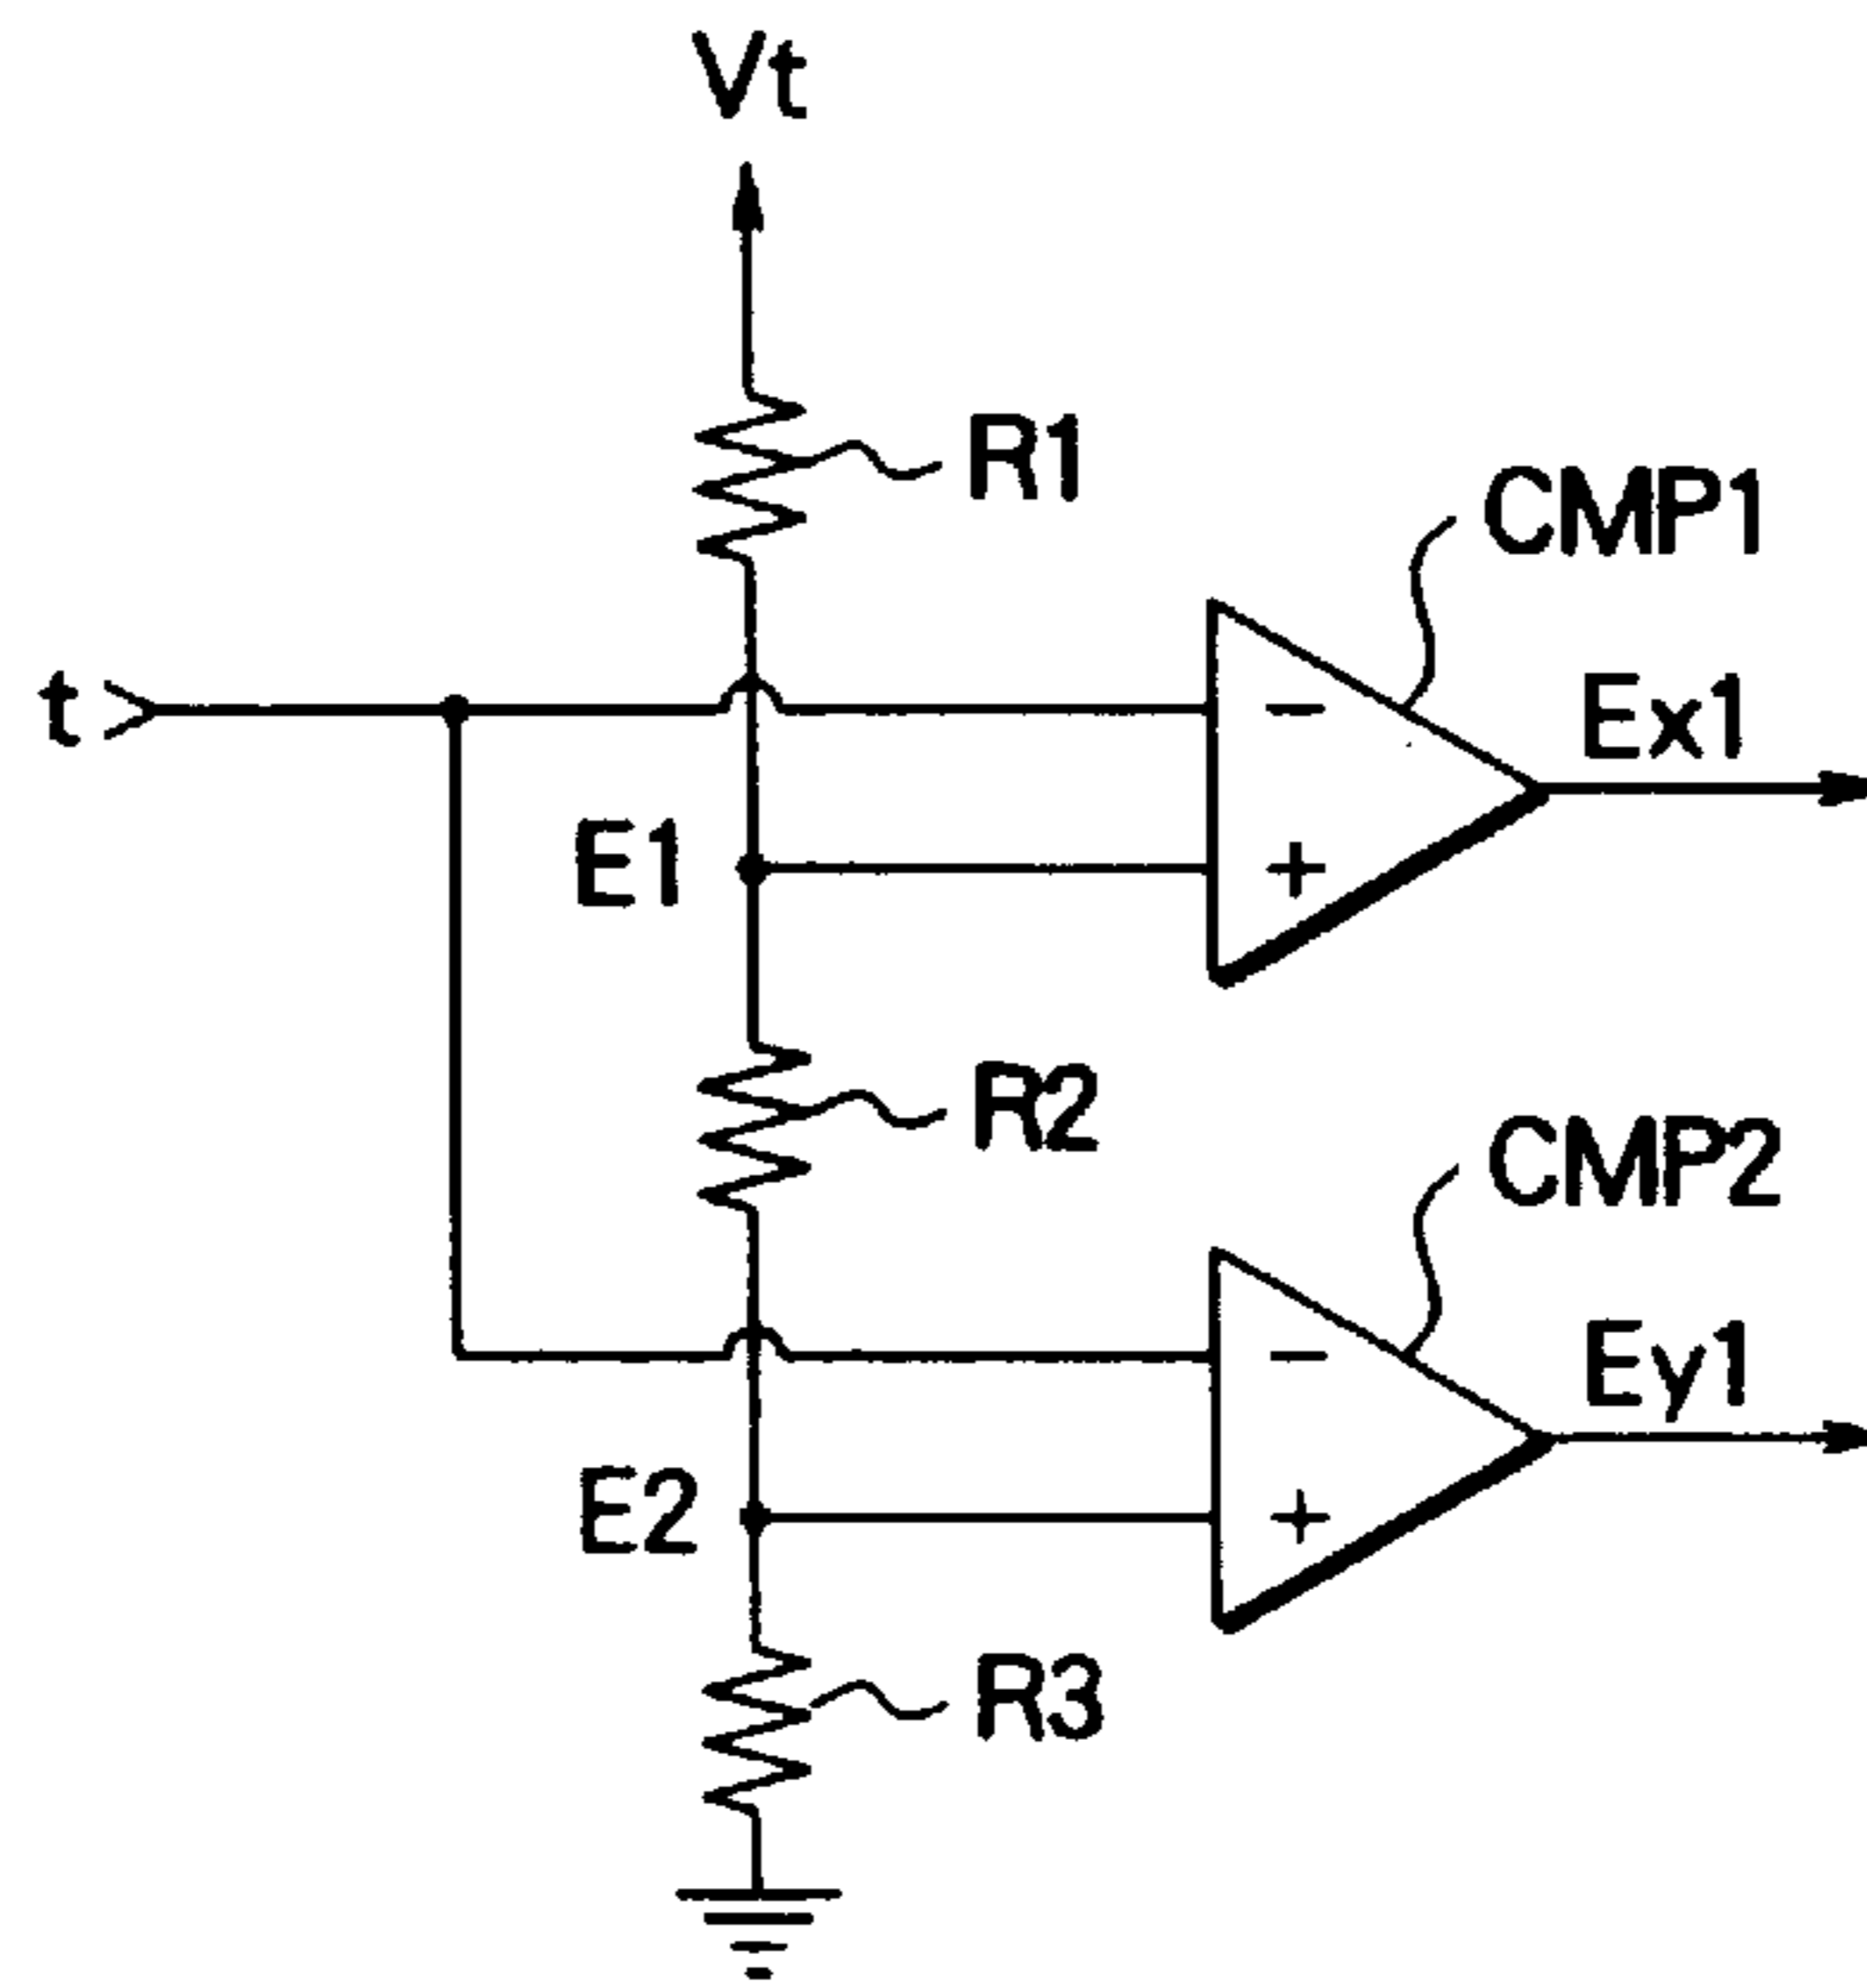 Vt
R1
CMP1
t
Ex1
-
E1
+
R2
CMP2
Ey1
-
E2
+
R3